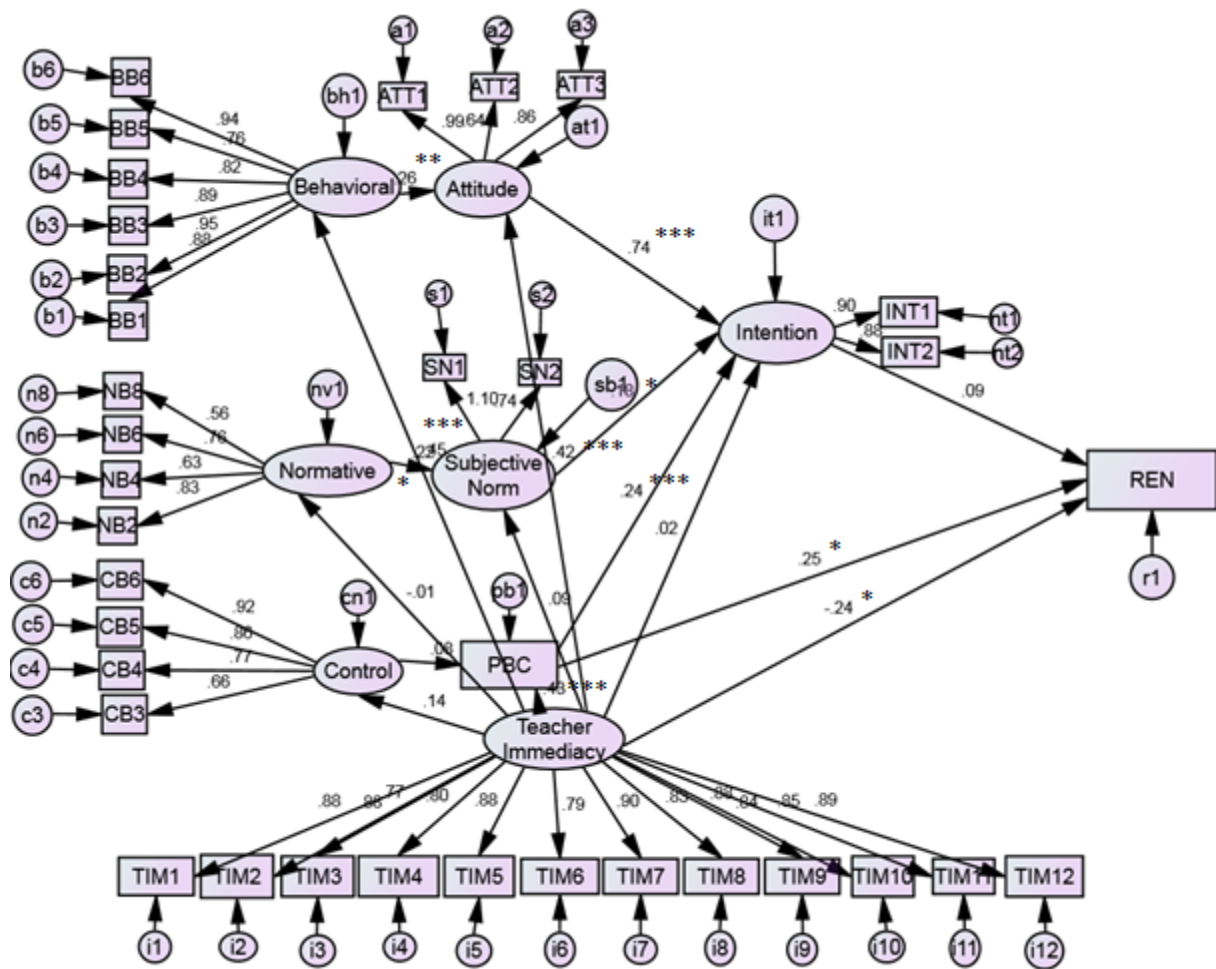 a1
a2
a3
b6
BB6
bh1
ATT1
ATT2
ATT3
b5
BB5
.94
.76
.99
.64
.86
at1
b4
BB4
.82
Behavioral
.26
**
Attitude
b3
BB3
.89
.95
.88
it1
b2
BB2
b1
BB1
.74
***
s1
s2
INT1
nt1
.90
.88
Intention
INT2
nt2
SN1
SN2
sb1
*
n8
NB8
nv1
1.10
.74
.09
n6
NB6
.56
.76
***
.42
***
n4
NB4
.63
.83
Normative
*
Subjective
Norm
.24
***
REN
n2
NB2
.02
.25
*
c6
CB6
cn1
-.01
pb1
.09
-.24
*
r1
c5
CB5
.92
.86
c4
CB4
.77
Control
.08
PBC
c3
CB3
.66
.14
.43
***
Teacher
Immediacy
.88
.77
.80
.88
.79
.90
.83
.84
.85
.89
TIM1
TIM2
TIM3
TIM4
TIM5
TIM6
TIM7
TIM8
TIM9
TIM10
TIM11
TIM12
i1
i2
i3
i4
i5
i6
i7
i8
i9
i10
i11
i12